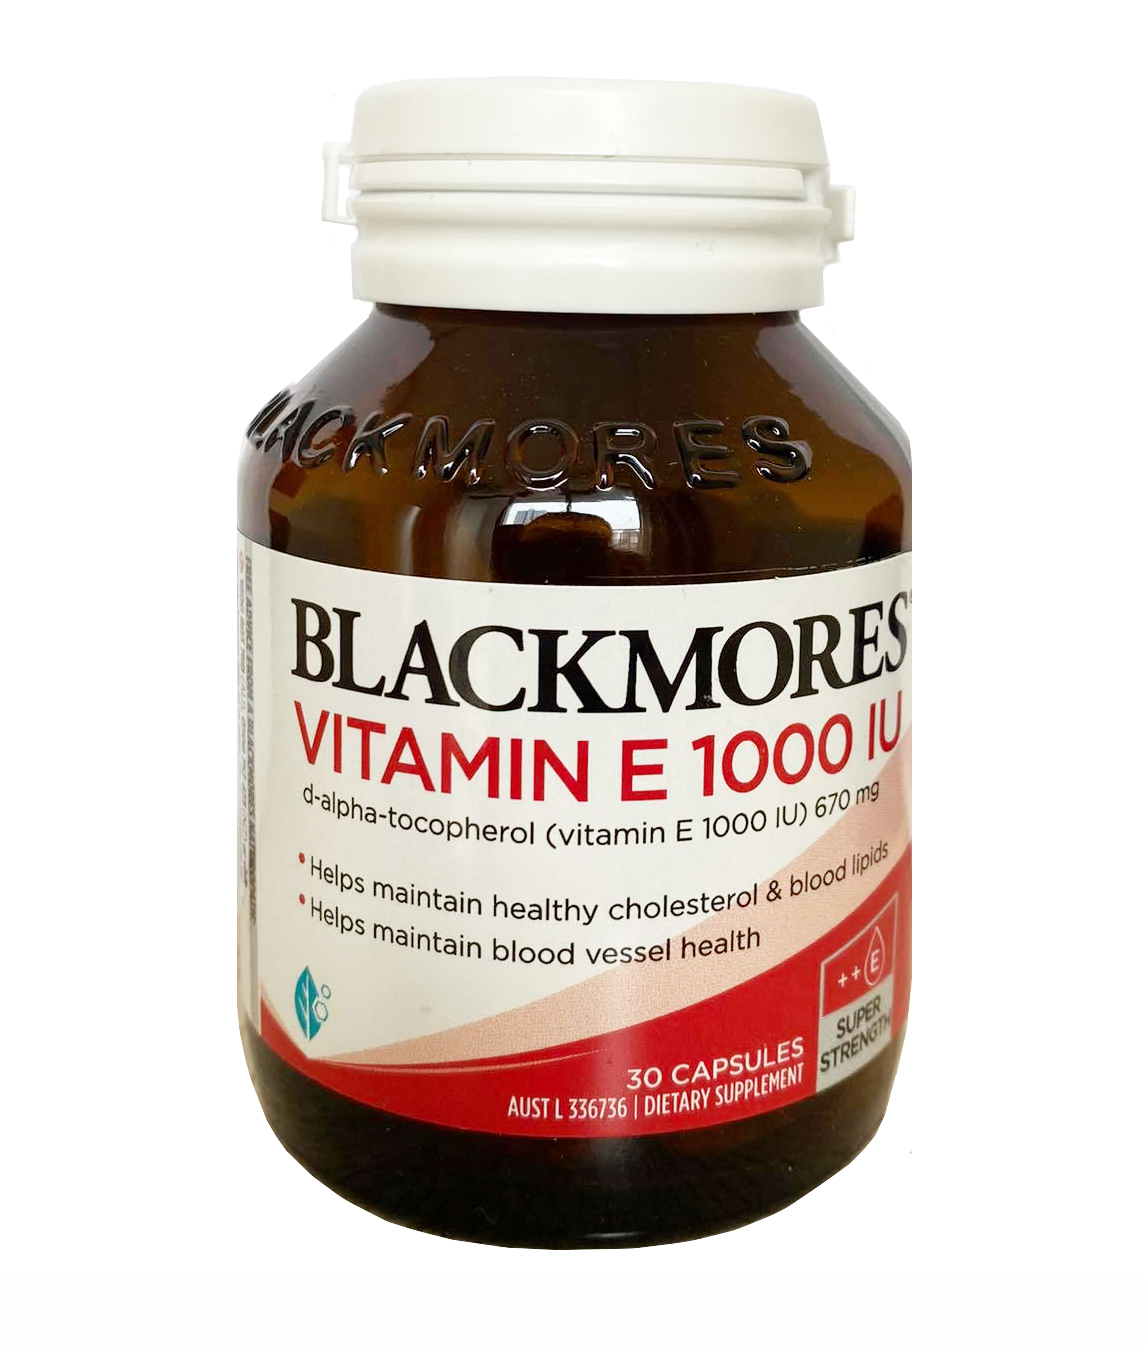 BLACKMORES
BLACKMORES
VITAMIN E 1000 IU
d-alpha-tocopherol (vitamin E 1000 IU) 670 mg
• Helps maintain healthy cholesterol & blood lipids
• Helps maintain blood vessel health
++E
SUPER
STRENGTH
30 CAPSULES
AUST L 336736 | DIETARY SUPPLEMENT